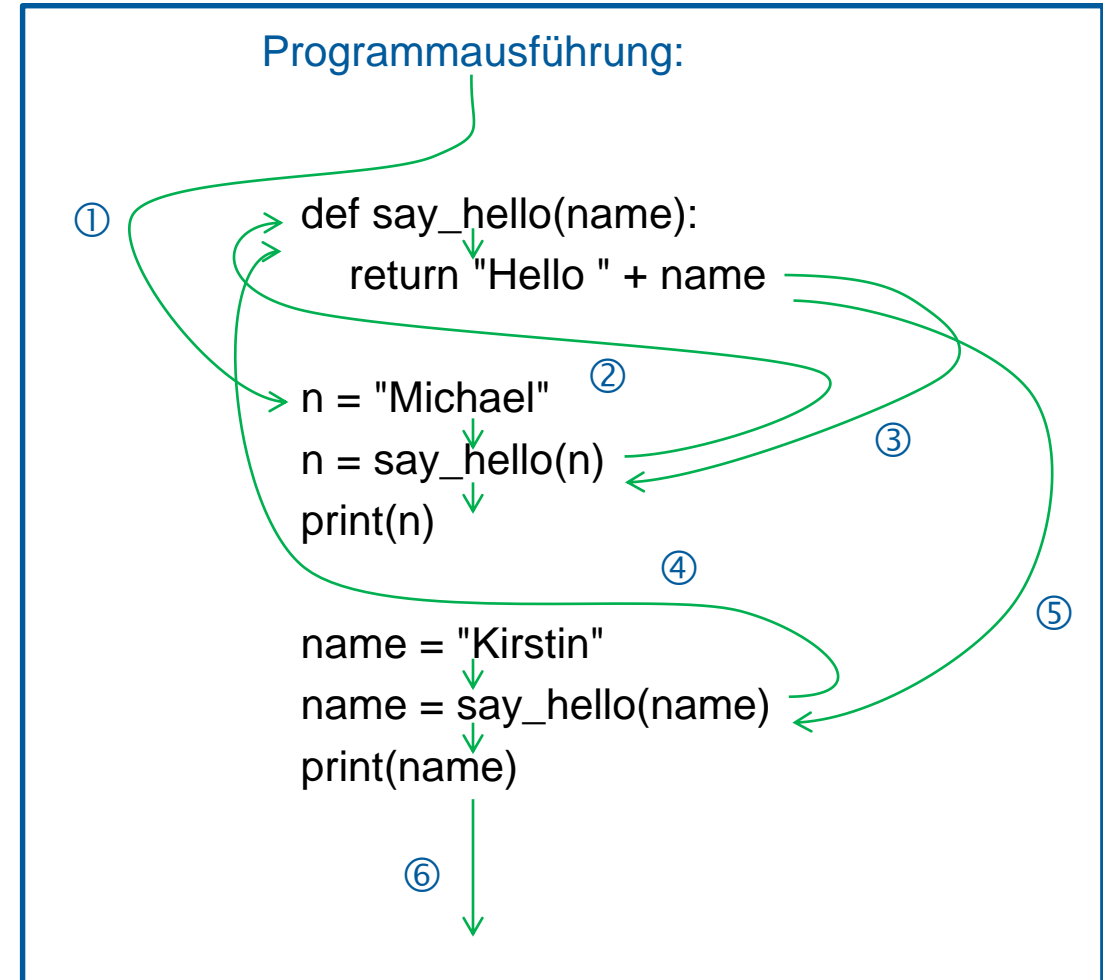 Programmausführung:
① def say_hello(name):
return "Hello " + name
②
n = "Michael"
③
n = say_hello(n)
print(n)
④
⑤
name = "Kirstin"
name = say_hello(name)
print(name)
⑥